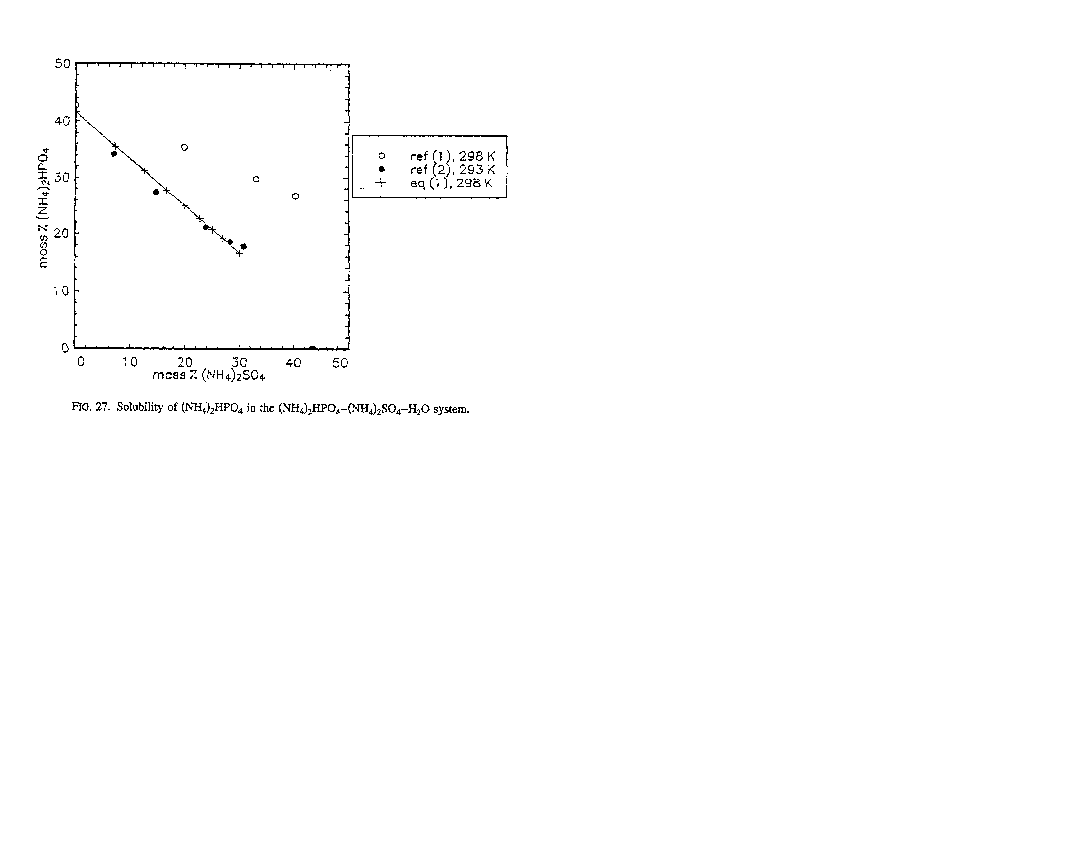 50
40
30
20
10
0
mass % (NH4)2HPO4
0 10 20 30 40 50
mass % (NH4)2SO4
ref (1), 298 K
ref (2), 293 K
eq (1), 298 K
FIG. 27. Solubility of (NH4)2HPO4 in the (NH4)2HPO4–(NH4)2SO4–H2O system.